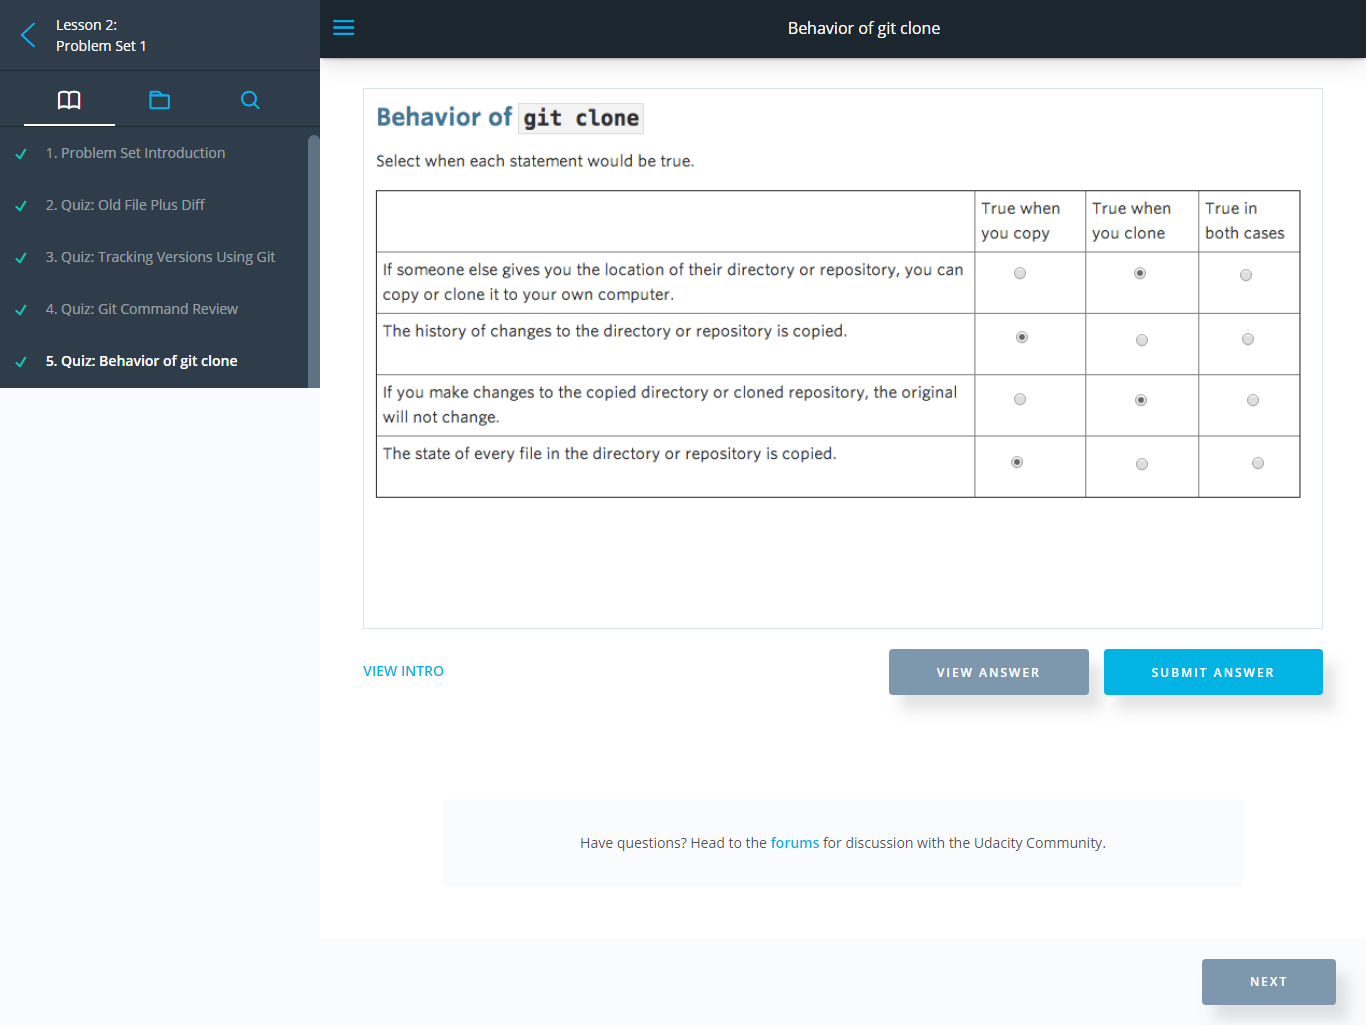 Lesson 2:
Problem Set 1
1. Problem Set Introduction
2. Quiz: Old File Plus Diff
3. Quiz: Tracking Versions Using Git
4. Quiz: Git Command Review
5. Quiz: Behavior of git clone
Behavior of git clone
Behavior of git clone
Select when each statement would be true.
True when
you copy
True when
you clone
True in
both cases
If someone else gives you the location of their directory or repository, you can
copy or clone it to your own computer.
The history of changes to the directory or repository is copied.
If you make changes to the copied directory or cloned repository, the original
will not change.
The state of every file in the directory or repository is copied.
VIEW INTRO
VIEW ANSWER
SUBMIT ANSWER
Have questions? Head to the forums for discussion with the Udacity Community.
NEXT